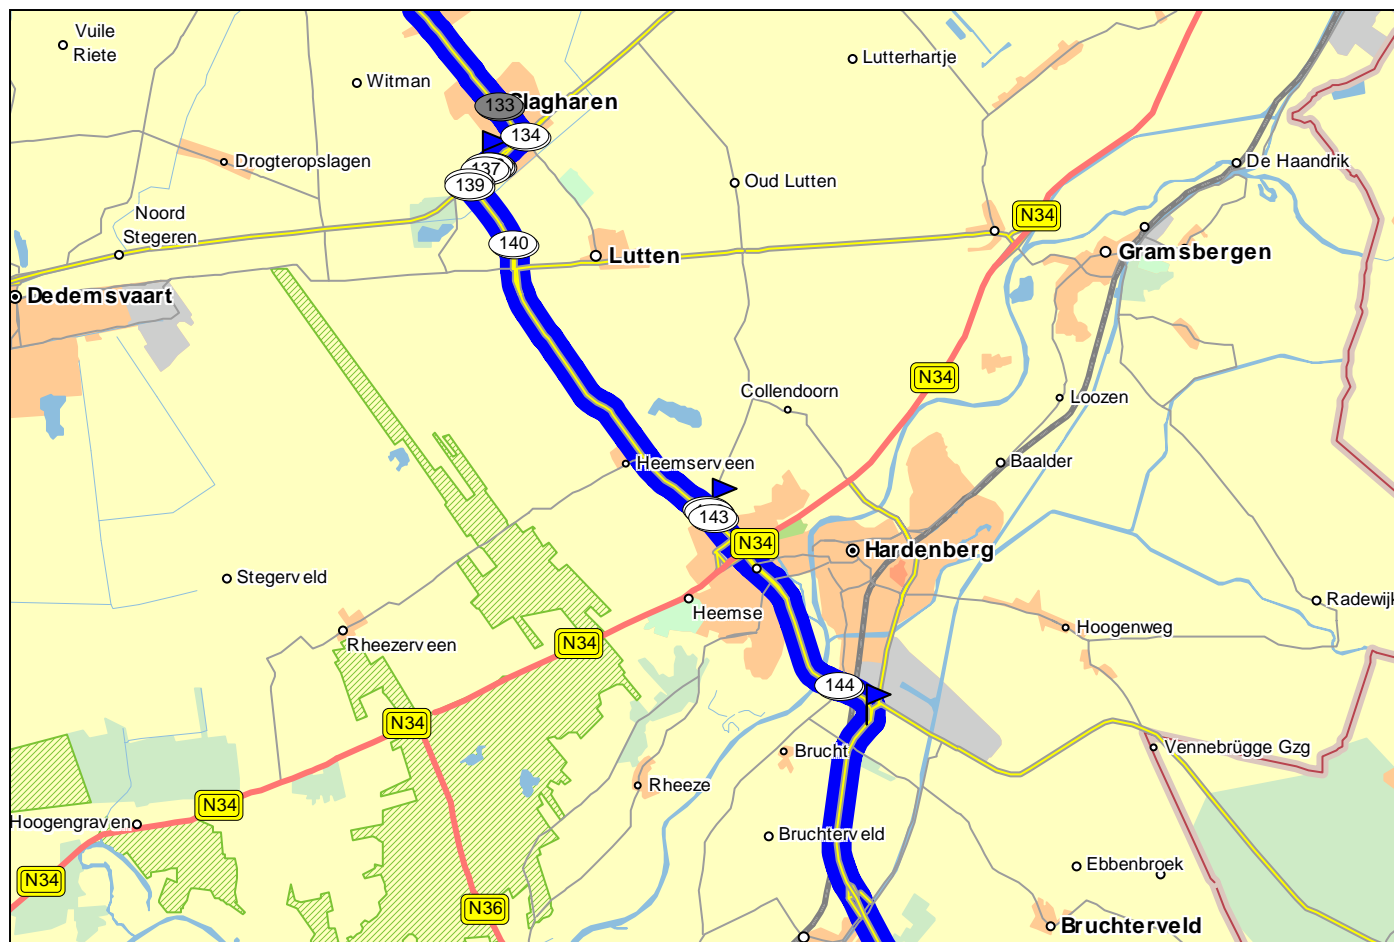 Vuile
Riete
Witman
Lutterhartje
133
Slagharen
134
Drogteropslagen
137
139
De Haandrik
Oud Lutten
Noord
Stegeren
N34
140
Lutten
Gramsbergen
Dedemsvaart
N34
Collendoorn
Loozen
Heemserveen
Baalder
143
N34
Hardenberg
Stegerveld
Heemse
Radewijk
Hoogenweg
Rheezerveen
N34
144
N34
Brucht
Vennebrügge Gzg
Rheeze
N34
Hoogengraven
Bruchterveld
Ebbenbroek
N34
N36
Bruchterveld